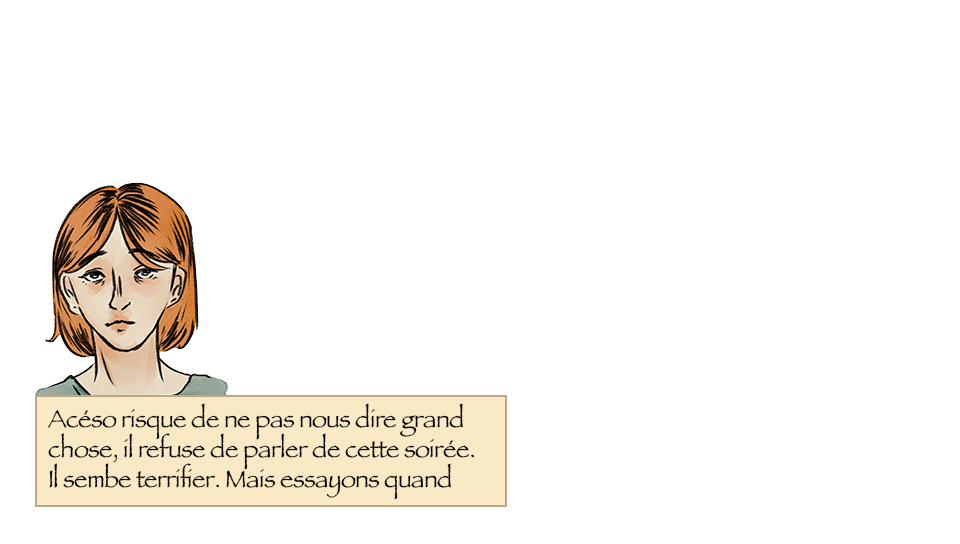 Acéso risque de ne pas nous dire grand
chose, il refuse de parler de cette soirée.
Il sembe terrifier. Mais essayons quand